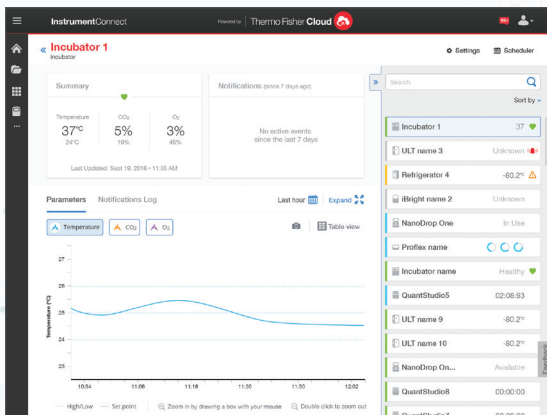 InstrumentConnect
Powered by Thermo Fisher Cloud
99+
« Incubator 1
Incubator
Settings
Scheduler
Summary
Temperature CO₂ O₂
37°C 5% 3%
24°C 19% 45%
Last Updated: Sept 19, 2016 • 11:35 AM
Notifications (since 7 days ago)
No active events
since the last 7 days
Parameters Notifications Log
Last hour Expand
Temperature CO₂ O₂
Table view
Temperature (°C)
27
26
25
24
23
10:54 11:06 11:18 11:30 11:50 12:02
High/Low Set point Zoom in by drawing a box with your mouse Double click to zoom out
» Search
Sort by
Incubator 1 37
ULT name 3 Unknown
Refrigerator 4 -80.2°C
iBright name 2 Unknown
NanoDrop One In Use
Proflex name
Incubator name Healthy
QuantStudio5 02:08:93
ULT name 9 -80.2°C
ULT name 10 -80.2°C
NanoDrop On... Available
QuantStudio8 00:00:00
Feedback